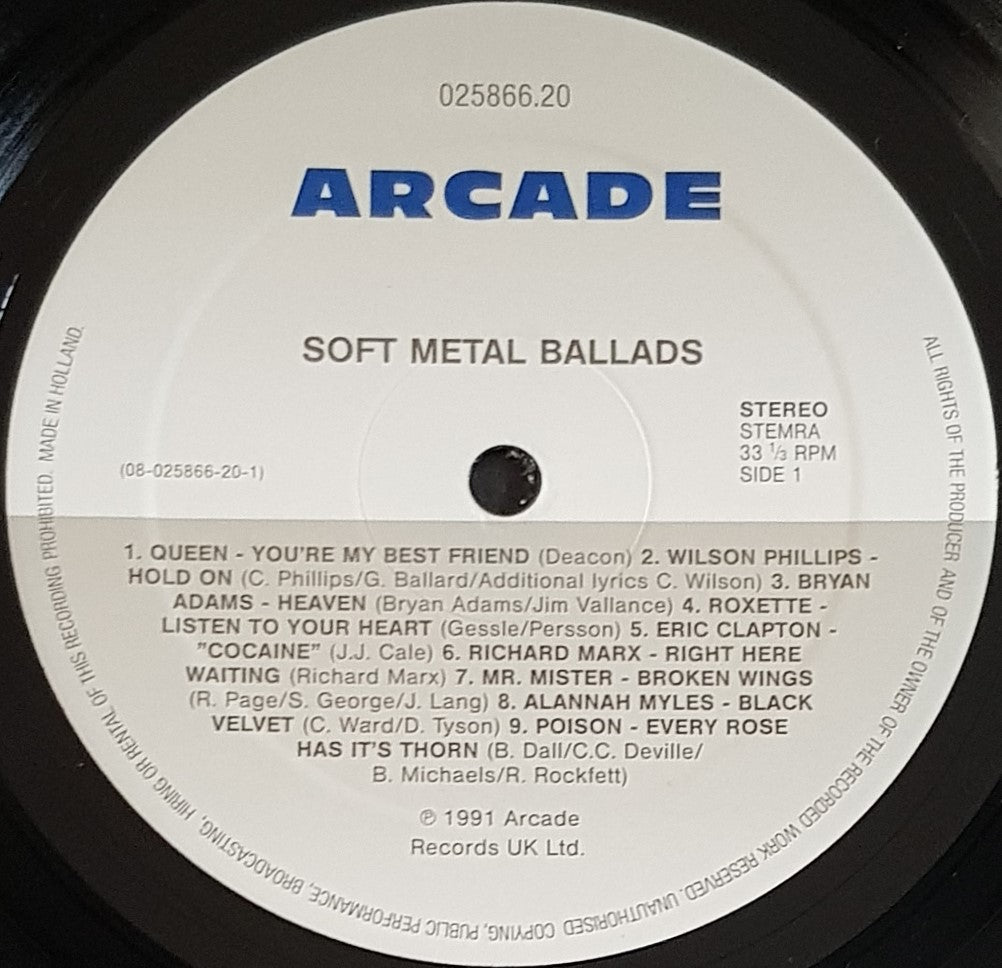 025866.20
ARCADE
SOFT METAL BALLADS
STEREO
STEMRA
33 ⅓ RPM
SIDE 1
(08-025866-20-1)
1. QUEEN - YOU'RE MY BEST FRIEND (Deacon) 2. WILSON PHILLIPS -
HOLD ON (C. Phillips/G. Ballard/Additional lyrics C. Wilson) 3. BRYAN
ADAMS - HEAVEN (Bryan Adams/Jim Vallance) 4. ROXETTE -
LISTEN TO YOUR HEART (Gessle/Persson) 5. ERIC CLAPTON -
"COCAINE" (J.J. Cale) 6. RICHARD MARX - RIGHT HERE
WAITING (Richard Marx) 7. MR. MISTER - BROKEN WINGS
(R. Page/S. George/J. Lang) 8. ALANNAH MYLES - BLACK
VELVET (C. Ward/D. Tyson) 9. POISON - EVERY ROSE
HAS IT'S THORN (B. Dall/C.C. Deville/
B. Michaels/R. Rockfett)
℗ 1991 Arcade
Records UK Ltd.
ALL RIGHTS OF THE PRODUCER AND OF THE OWNER OF THE RECORDED WORK RESERVED. UNAUTHORISED COPYING, PUBLIC PERFORMANCE, BROADCASTING, HIRING OR RENTAL OF THIS RECORDING PROHIBITED. MADE IN HOLLAND.